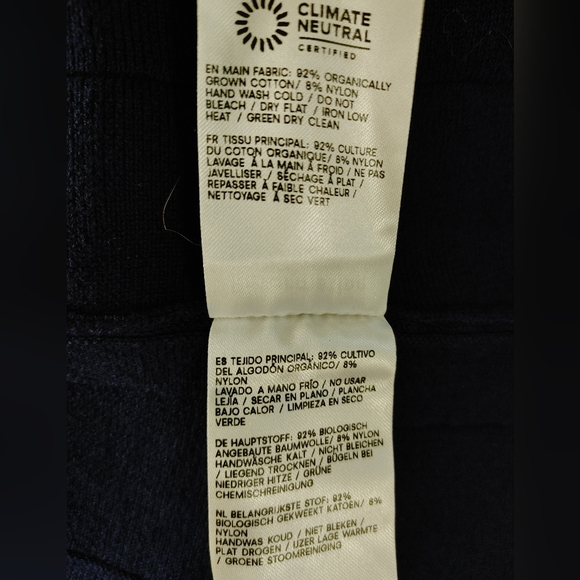 CLIMATE
NEUTRAL
CERTIFIED
EN MAIN FABRIC: 92% ORGANICALLY
GROWN COTTON/ 8% NYLON
HAND WASH COLD / DO NOT
BLEACH / DRY FLAT / IRON LOW
HEAT / GREEN DRY CLEAN
FR TISSU PRINCIPAL: 92% CULTURE
DU COTON ORGANIQUE/ 8% NYLON
LAVAGE À LA MAIN À FROID / NE PAS
JAVELLISER / SÉCHAGE À PLAT /
REPASSER À FAIBLE CHALEUR /
NETTOYAGE À SEC VERT
ES TEJIDO PRINCIPAL: 92% CULTIVO
DEL ALGODÓN ORGÁNICO/ 8%
NYLON
LAVADO A MANO FRÍO / NO USAR
LEJÍA / SECAR EN PLANO / PLANCHA
BAJO CALOR / LIMPIEZA EN SECO
VERDE
DE HAUPTSTOFF: 92% BIOLOGISCH
ANGEBAUTE BAUMWOLLE/ 8% NYLON
HANDWÄSCHE KALT / NICHT BLEICHEN
/ LIEGEND TROCKNEN / BÜGELN BEI
NIEDRIGER HITZE / GRÜNE
CHEMISCHREINIGUNG
NL BELANGRIJKSTE STOF: 92%
BIOLOGISCH GEKWEEKT KATOEN/ 8%
NYLON
HANDWAS KOUD / NIET BLEKEN /
PLAT DROGEN / IJZER LAGE WARMTE
/ GROENE STOOMREINIGING